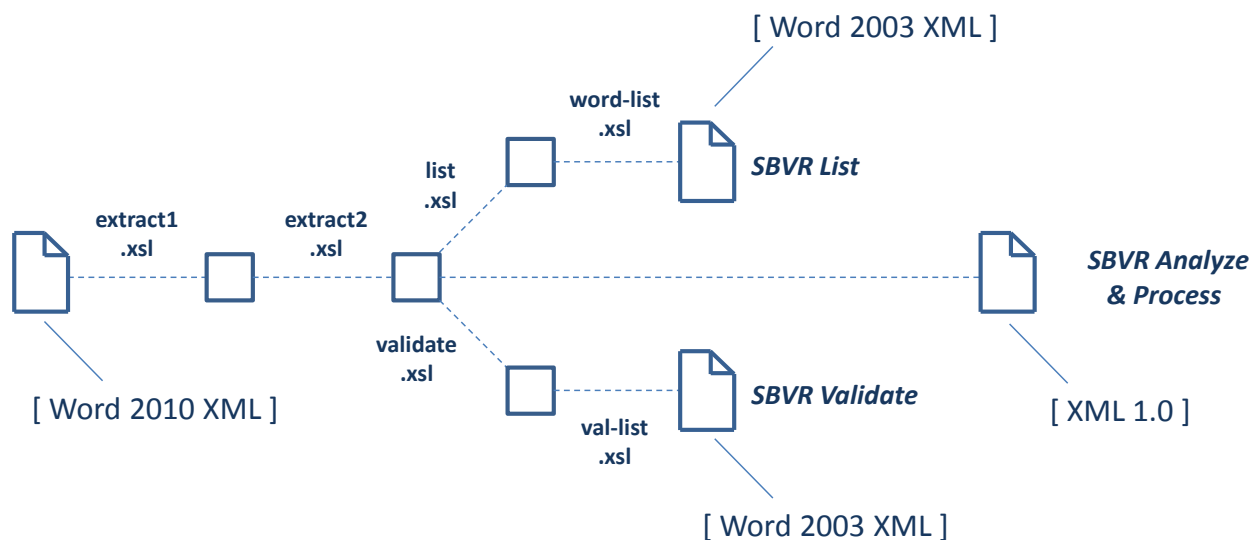 [ Word 2003 XML ]
word-list
.xsl
SBVR List
list
.xsl
extract1
.xsl
extract2
.xsl
SBVR Analyze
& Process
validate
.xsl
SBVR Validate
[ Word 2010 XML ]
[ XML 1.0 ]
val-list
.xsl
[ Word 2003 XML ]